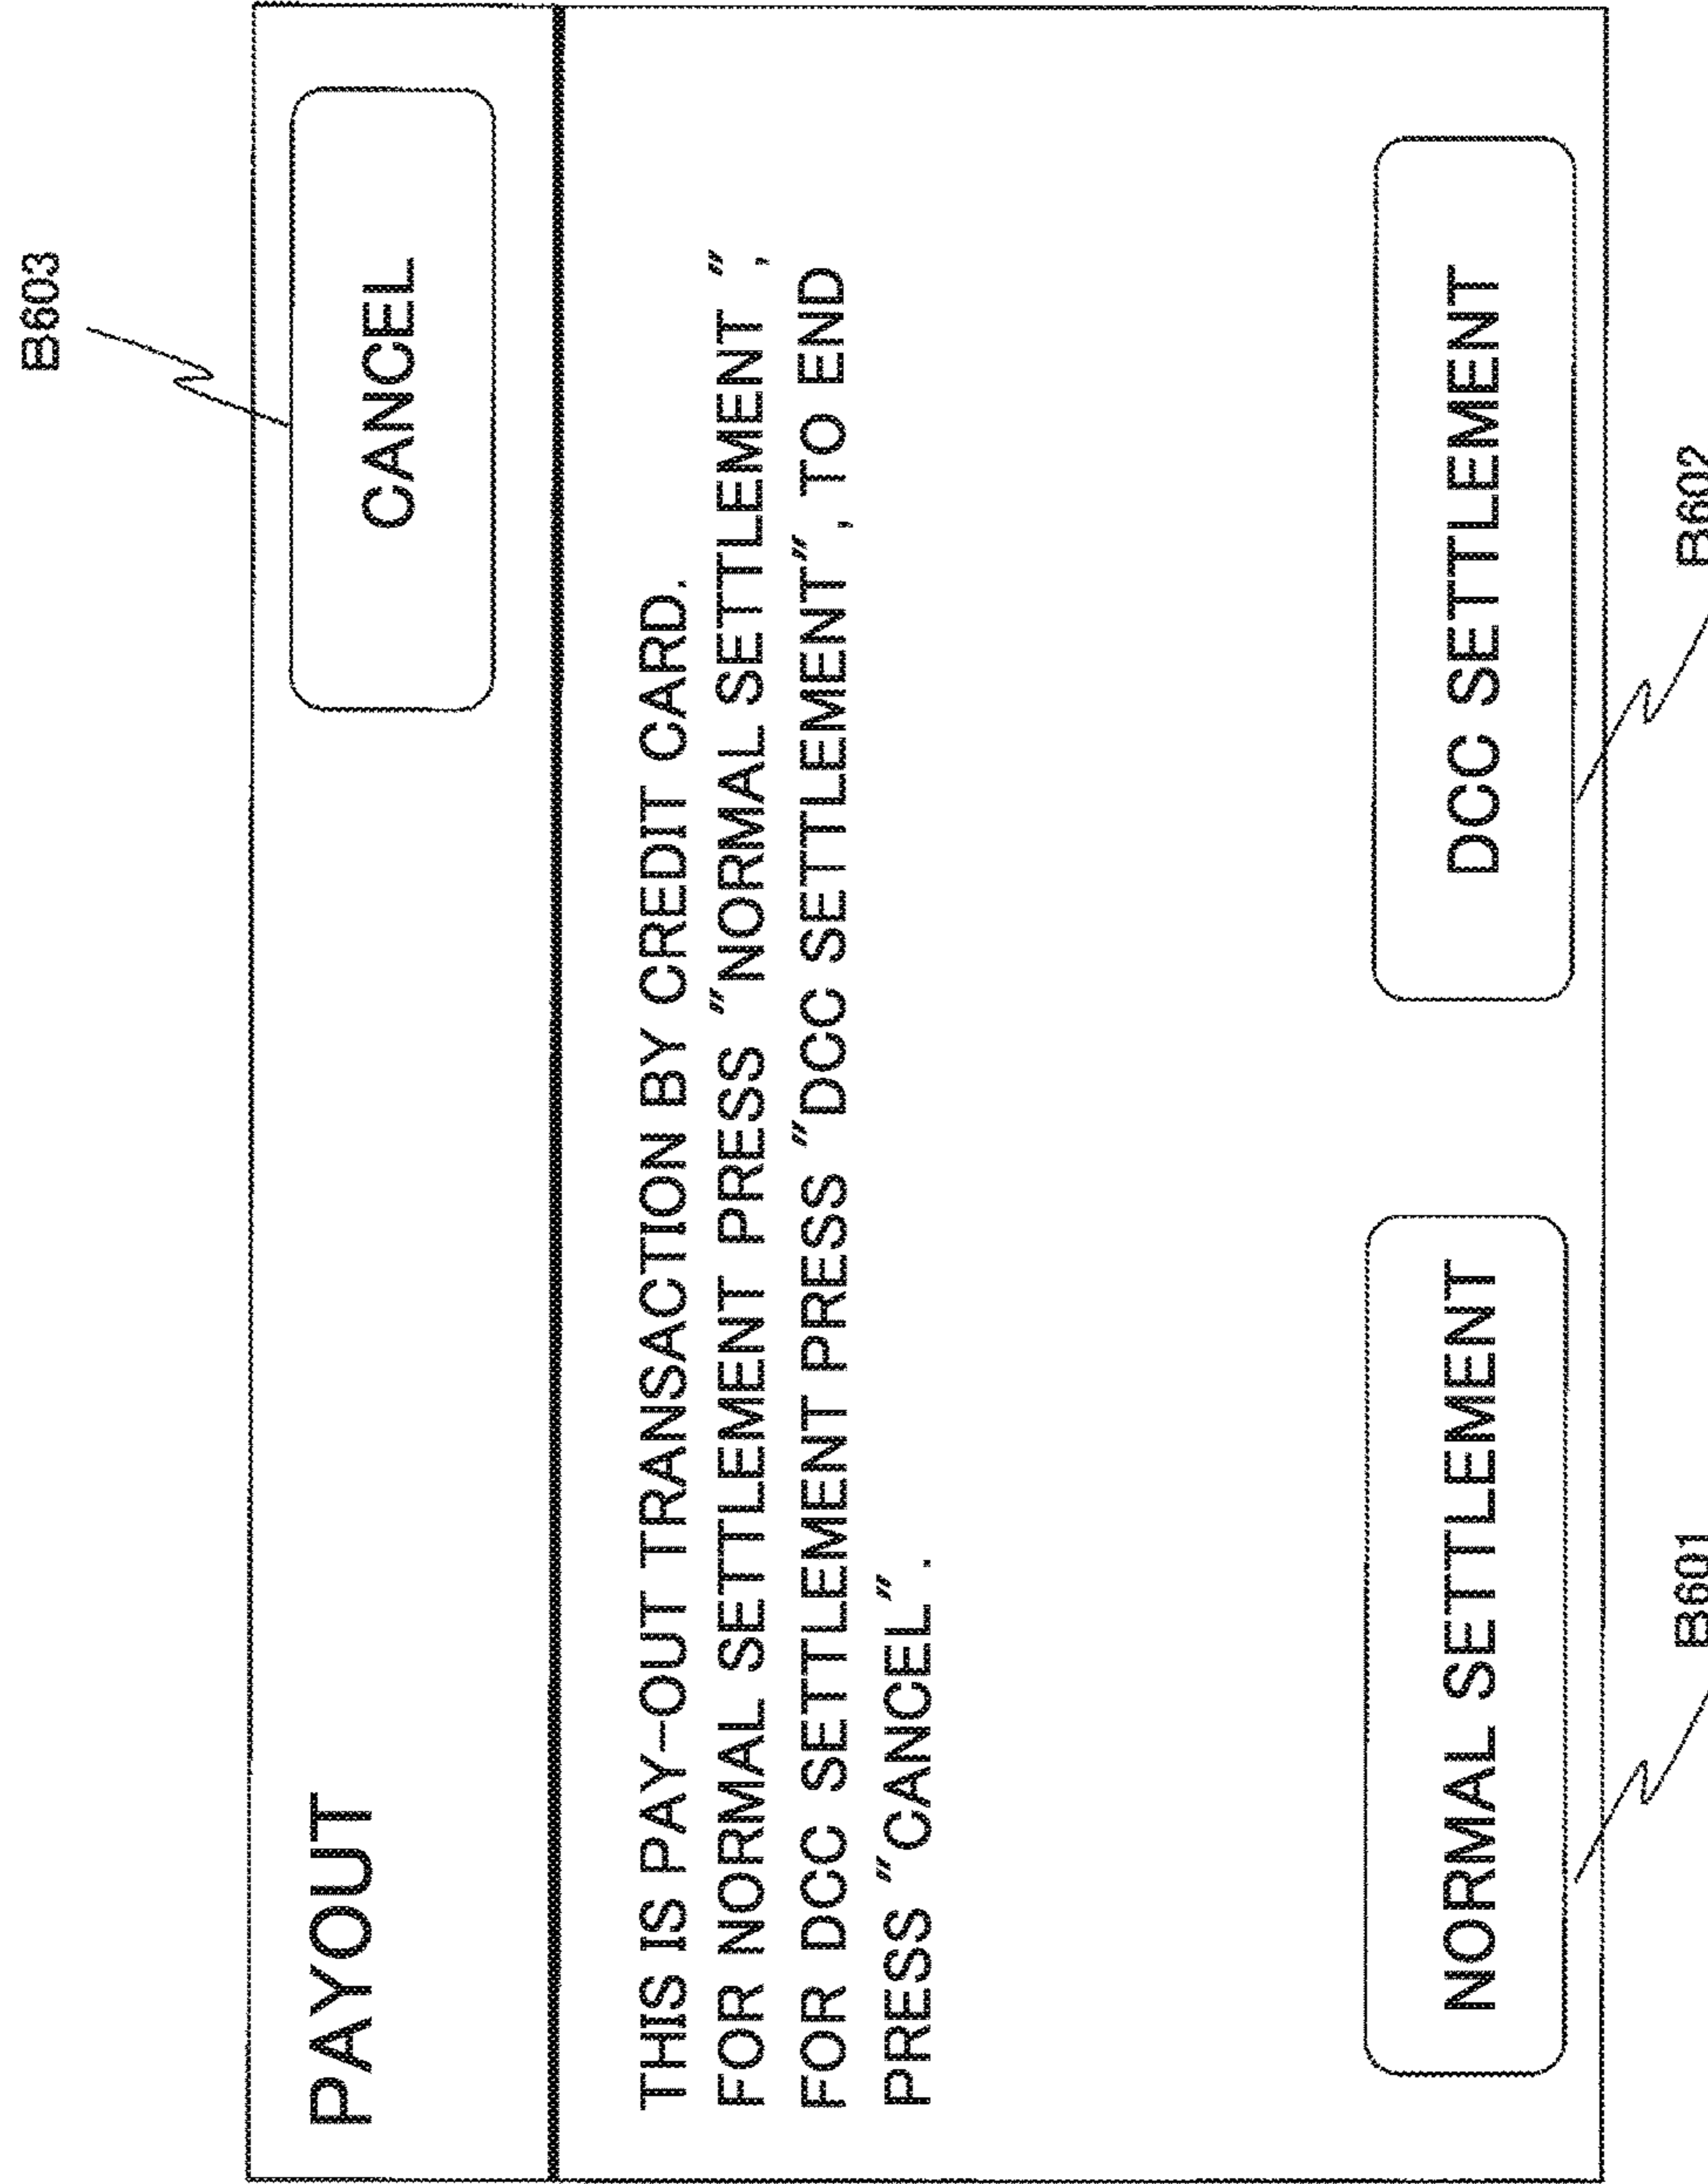 B603
PAYOUT
CANCEL
THIS IS PAY-OUT TRANSACTION BY CREDIT CARD.
FOR NORMAL SETTLEMENT PRESS "NORMAL SETTLEMENT ",
FOR DCC SETTLEMENT PRESS "DCC SETTLEMENT", TO END
PRESS "CANCEL".
NORMAL SETTLEMENT
DCC SETTLEMENT
B601
B602